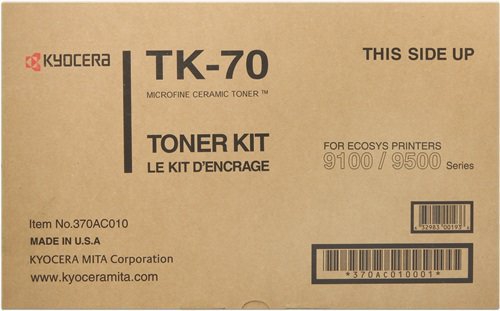 KYOCERA
TK-70
MICROFINE CERAMIC TONER™
THIS SIDE UP
TONER KIT
LE KIT D'ENCRAGE
FOR ECOSYS PRINTERS
9100 / 9500 Series
Item No.370AC010
MADE IN U.S.A
KYOCERA MITA Corporation
www.kyoceramita.com
*370AC010001*